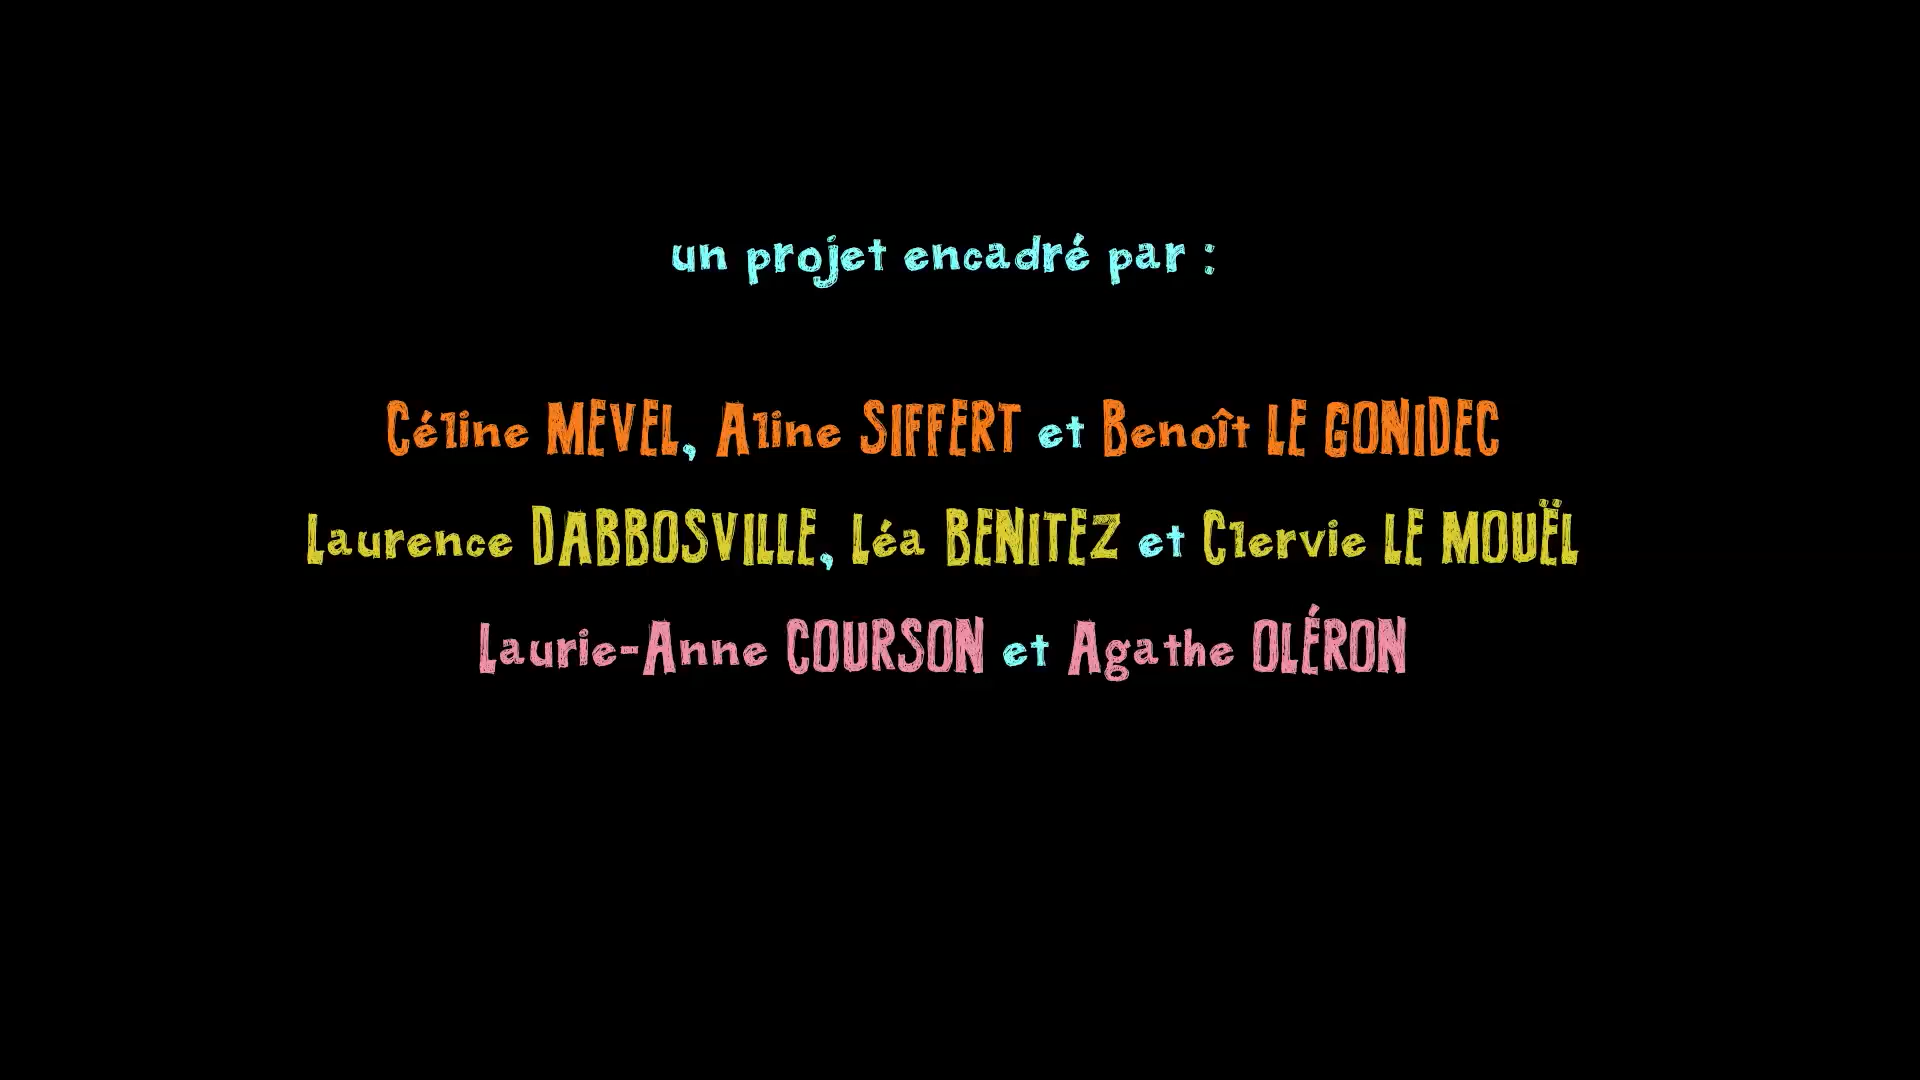 un projet encadré par :
Céline MEVEL, Aline SIFFERT et Benoît LE GONIDEC
Laurence DABBOSVILLE, Léa BENITEZ et Clervie LE MOUËL
Laurie-Anne COURSON et Agathe OLÉRON